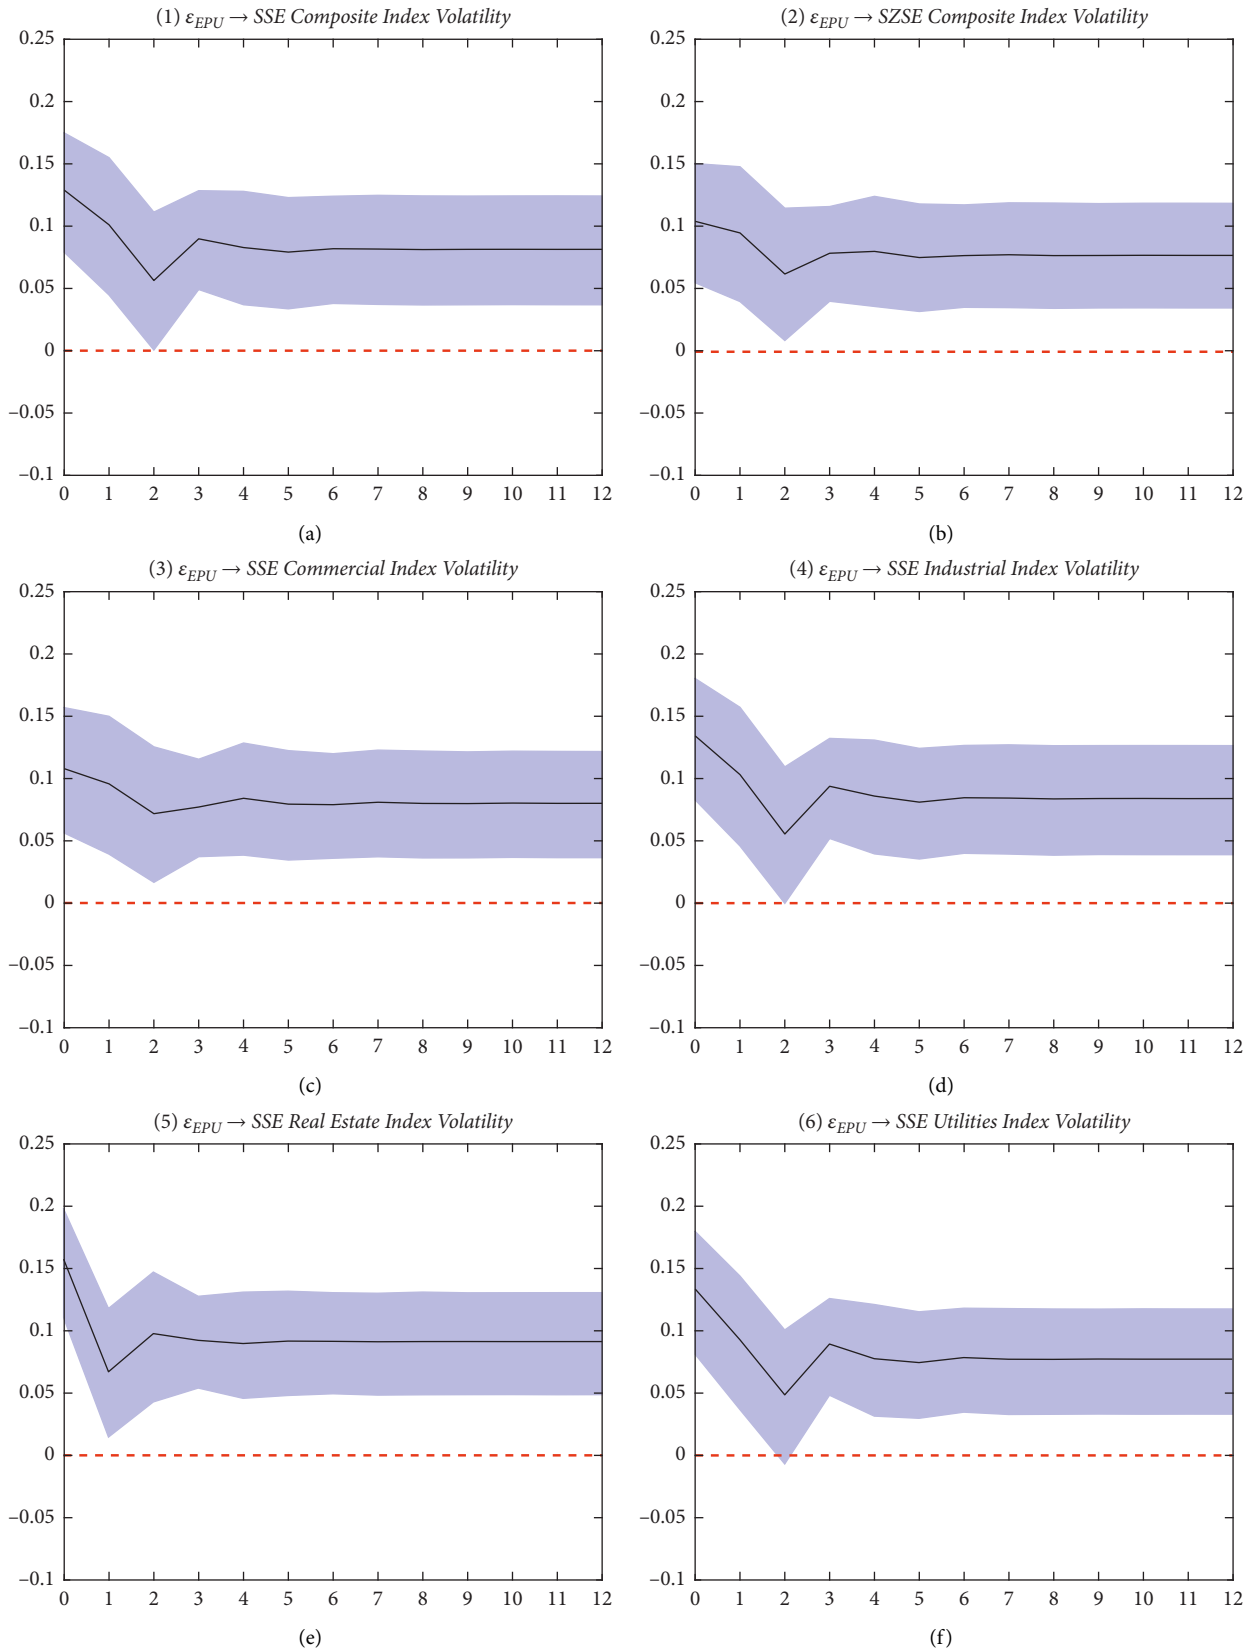 (1) εEPU → SSE Composite Index Volatility
0.25
0.2
0.15
0.1
0.05
0
–0.05
–0.1
0 1 2 3 4 5 6 7 8 9 10 11 12
(a)
(2) εEPU → SZSE Composite Index Volatility
0.25
0.2
0.15
0.1
0.05
0
–0.05
–0.1
0 1 2 3 4 5 6 7 8 9 10 11 12
(b)
(3) εEPU → SSE Commercial Index Volatility
0.25
0.2
0.15
0.1
0.05
0
–0.05
–0.1
0 1 2 3 4 5 6 7 8 9 10 11 12
(c)
(4) εEPU → SSE Industrial Index Volatility
0.25
0.2
0.15
0.1
0.05
0
–0.05
–0.1
0 1 2 3 4 5 6 7 8 9 10 11 12
(d)
(5) εEPU → SSE Real Estate Index Volatility
0.25
0.2
0.15
0.1
0.05
0
–0.05
–0.1
0 1 2 3 4 5 6 7 8 9 10 11 12
(e)
(6) εEPU → SSE Utilities Index Volatility
0.25
0.2
0.15
0.1
0.05
0
–0.05
–0.1
0 1 2 3 4 5 6 7 8 9 10 11 12
(f)